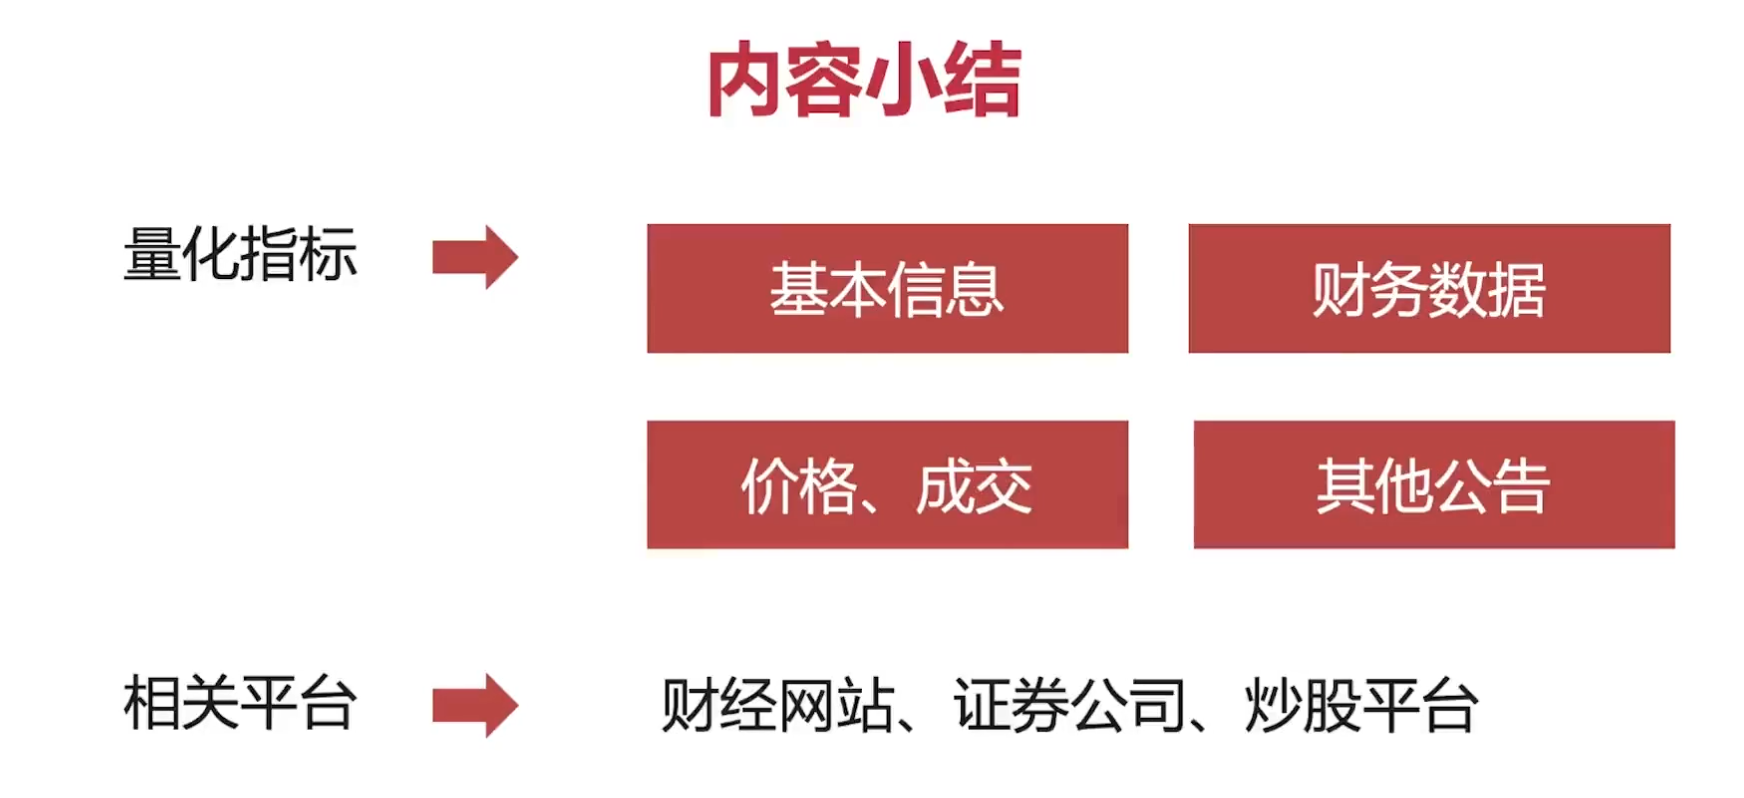 内容小结
量化指标
基本信息
财务数据
价格、成交
其他公告
相关平台
财经网站、证券公司、炒股平台